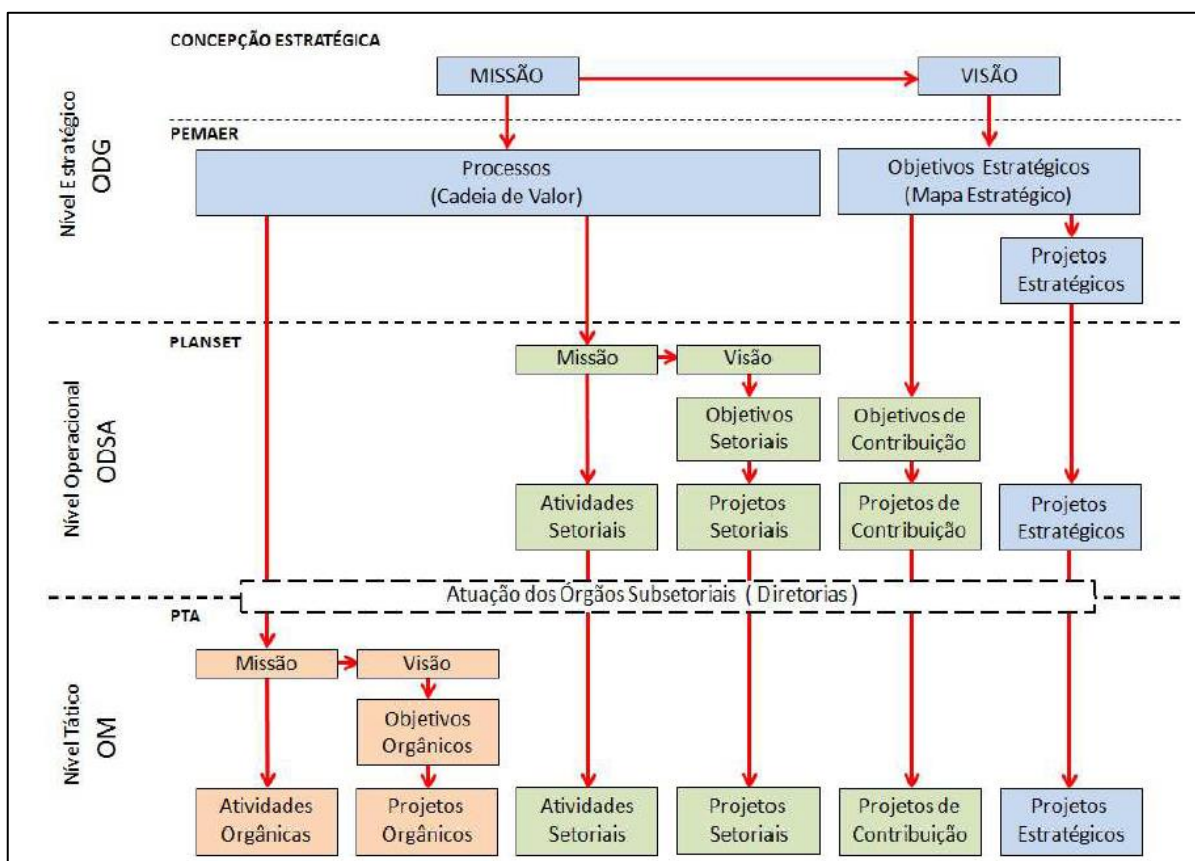 CONCEPÇÃO ESTRATÉGICA
MISSÃO
VISÃO
Nível Estratégico
ODG
PEMAER
Processos
(Cadeia de Valor)
Objetivos Estratégicos
(Mapa Estratégico)
Projetos
Estratégicos
Nível Operacional
ODSA
PLANSET
Missão
Visão
Objetivos
Setoriais
Objetivos de
Contribuição
Atividades
Setoriais
Projetos
Setoriais
Projetos de
Contribuição
Projetos
Estratégicos
Atuação dos Órgãos Subsetoriais ( Diretorias )
Nível Tático
OM
PTA
Missão
Visão
Objetivos
Orgânicos
Atividades
Orgânicas
Projetos
Orgânicos
Atividades
Setoriais
Projetos
Setoriais
Projetos de
Contribuição
Projetos
Estratégicos